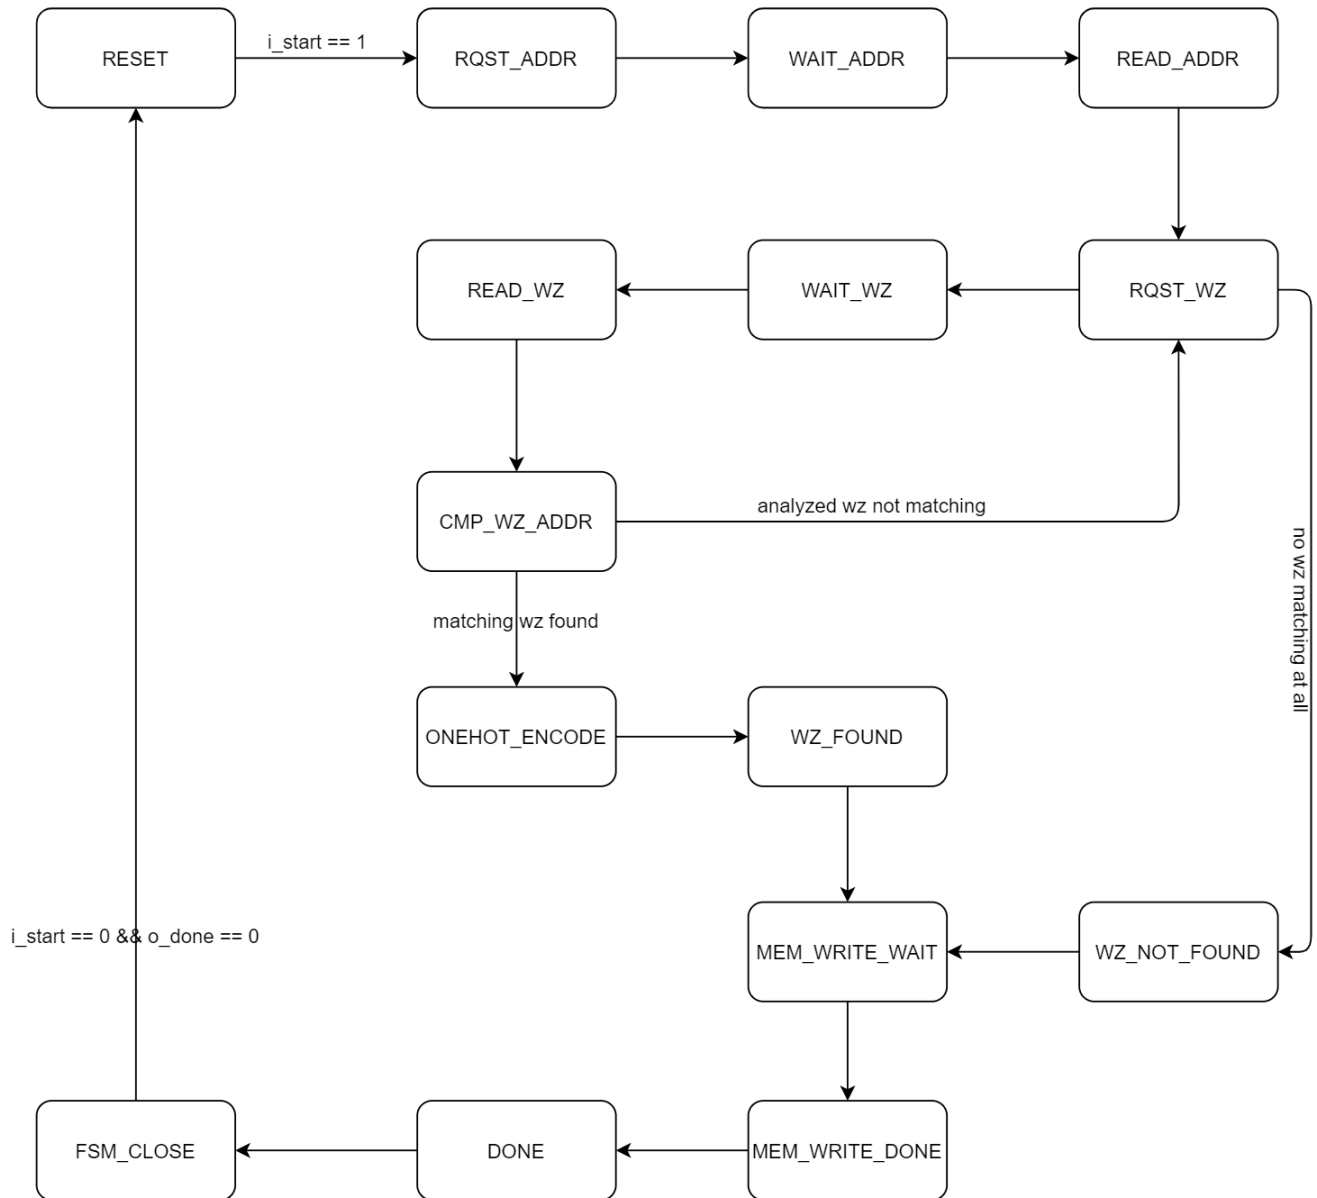 RESET
i_start == 1
RQST_ADDR
WAIT_ADDR
READ_ADDR
READ_WZ
WAIT_WZ
RQST_WZ
CMP_WZ_ADDR
analyzed wz not matching
no wz matching at all
matching wz found
ONEHOT_ENCODE
WZ_FOUND
i_start == 0 && o_done == 0
MEM_WRITE_WAIT
WZ_NOT_FOUND
FSM_CLOSE
DONE
MEM_WRITE_DONE